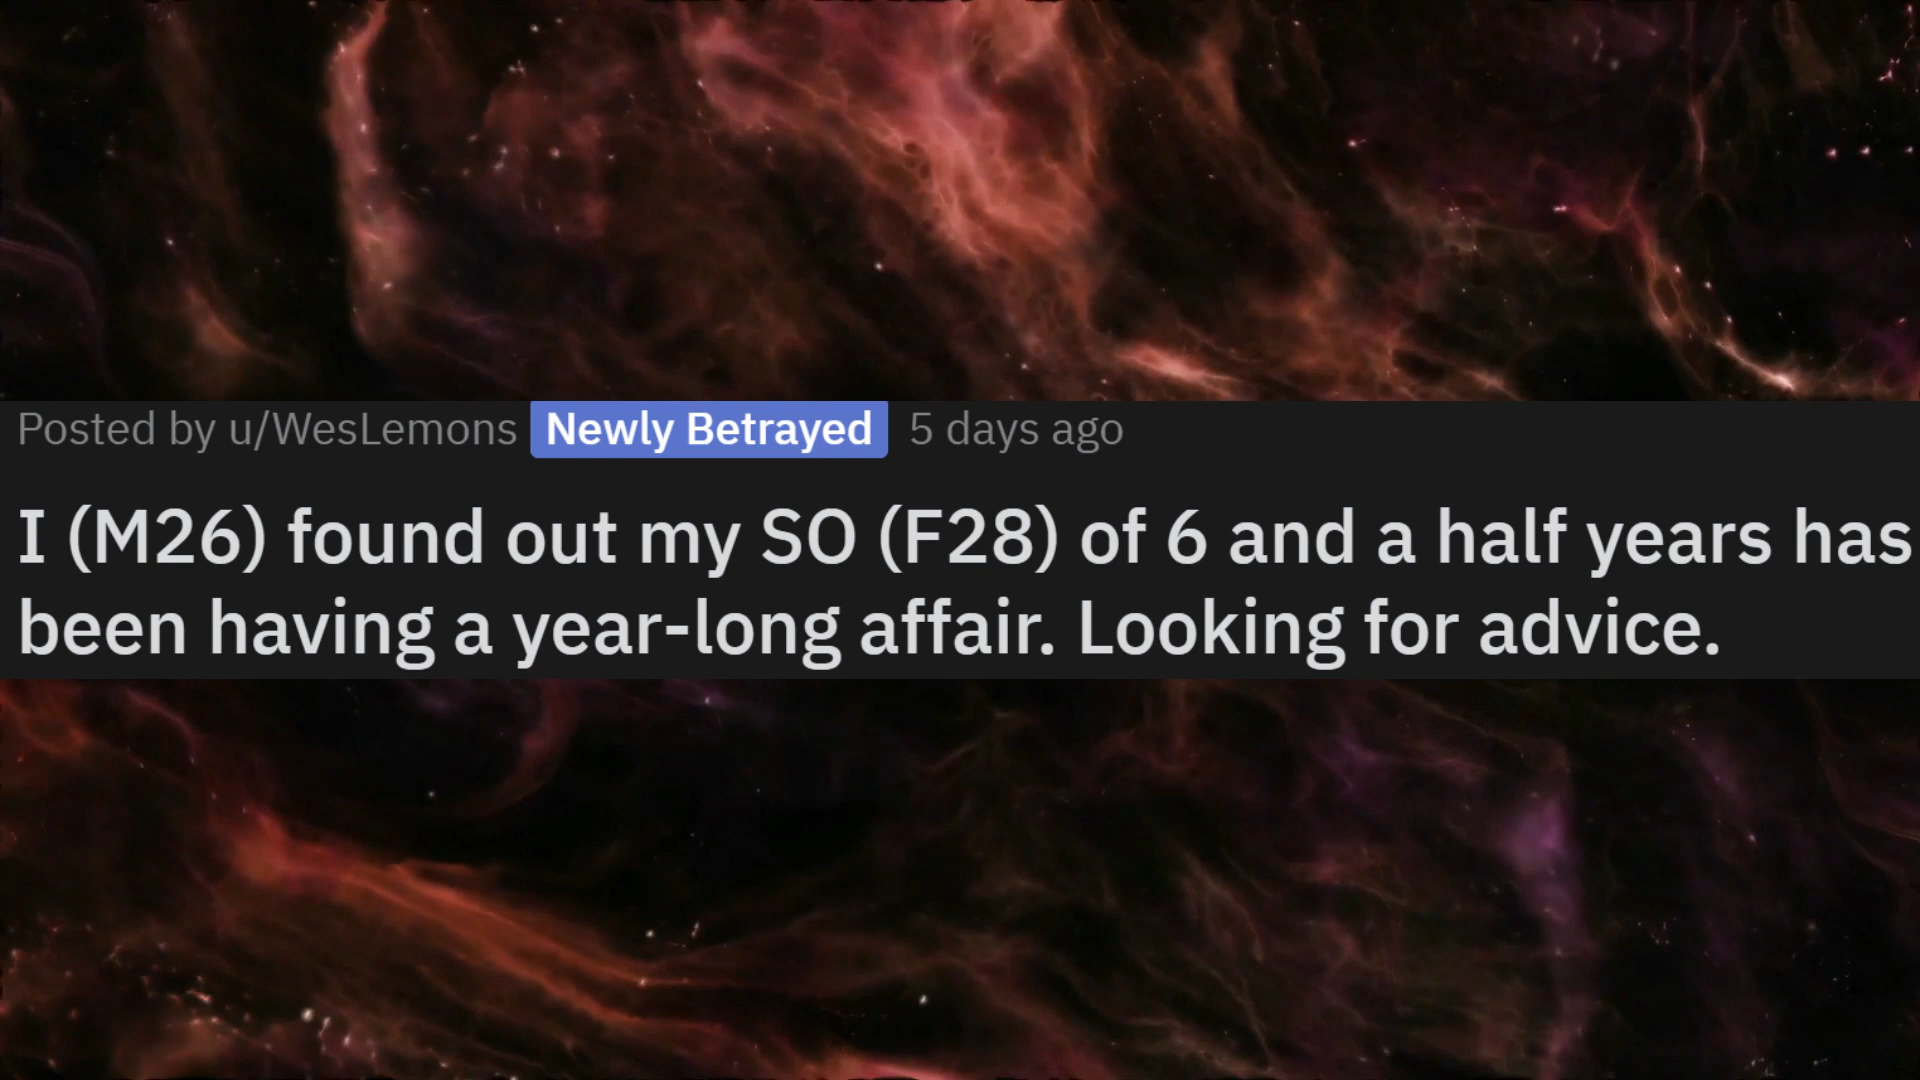 Posted by u/WesLemons Newly Betrayed 5 days ago
I (M26) found out my SO (F28) of 6 and a half years has
been having a year-long affair. Looking for advice.